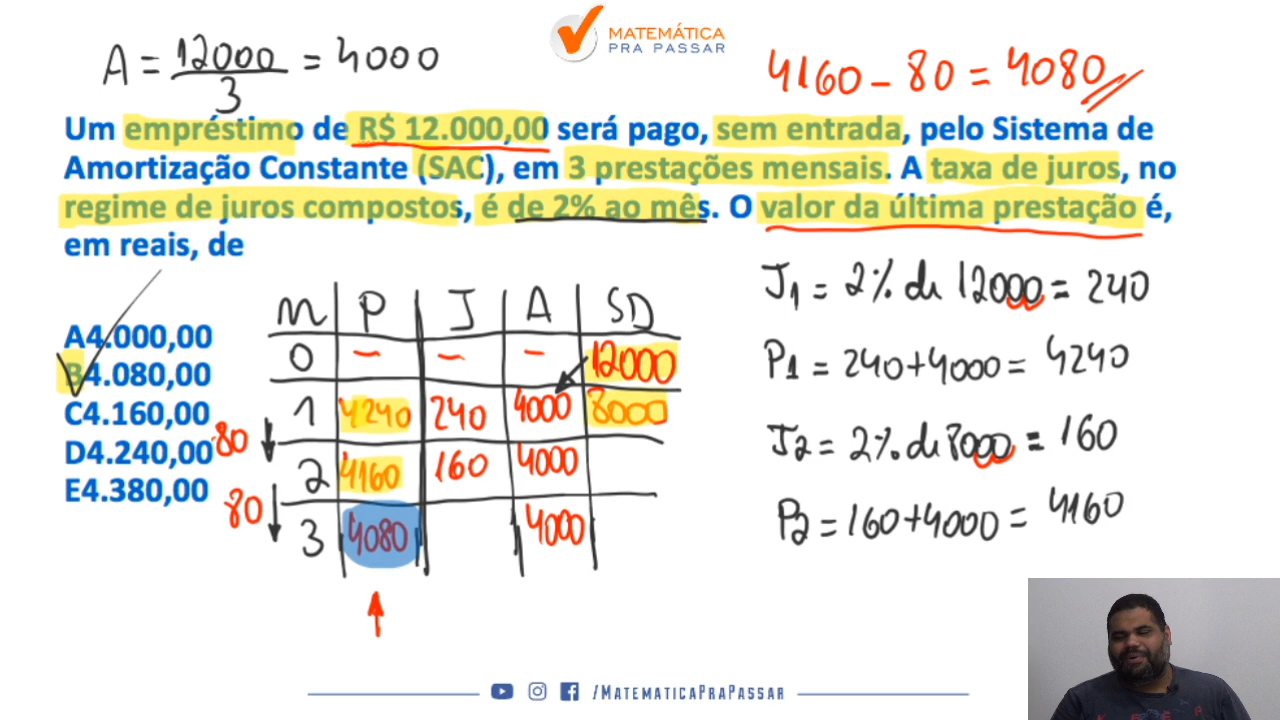 A = 12000 / 3 = 4000
MATEMÁTICA
PRA PASSAR
4160 - 80 = 4080
Um empréstimo de R$ 12.000,00 será pago, sem entrada, pelo Sistema de
Amortização Constante (SAC), em 3 prestações mensais. A taxa de juros, no
regime de juros compostos, é de 2% ao mês. O valor da última prestação é,
em reais, de
A4.000,00
B4.080,00
C4.160,00
D4.240,00
E4.380,00
M P J A SD
0 – – – 12000
1 4240 240 4000 8000
-80
2 4160 160 4000
80
3 4080 4000
J1 = 2% de 12000 = 240
P1 = 240+4000 = 4240
J2 = 2% de 8000 = 160
P2 = 160+4000 = 4160
/MATEMATICAPRAPASSAR